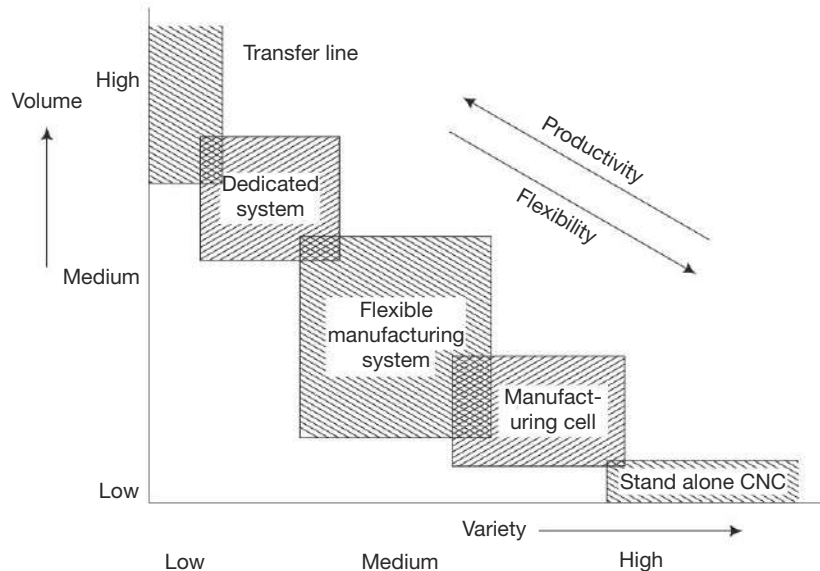 Transfer line
High
Volume
Productivity
Flexibility
Dedicated
system
Medium
Flexible
manufacturing
system
Manufact-
uring cell
Low
Stand alone CNC
Variety
Low
Medium
High